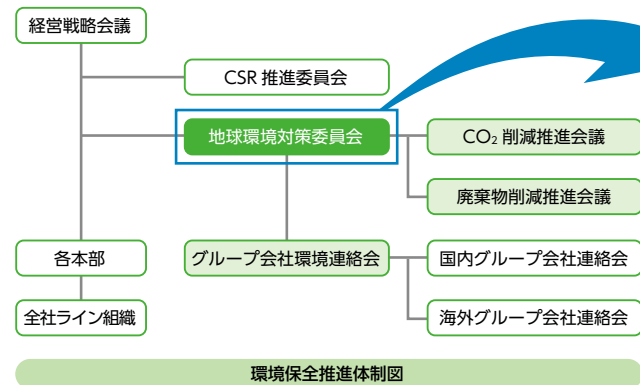 経営戦略会議
CSR 推進委員会
地球環境対策委員会
CO₂ 削減推進会議
廃棄物削減推進会議
各本部
グループ会社環境連絡会
国内グループ会社連絡会
全社ライン組織
海外グループ会社連絡会
環境保全推進体制図